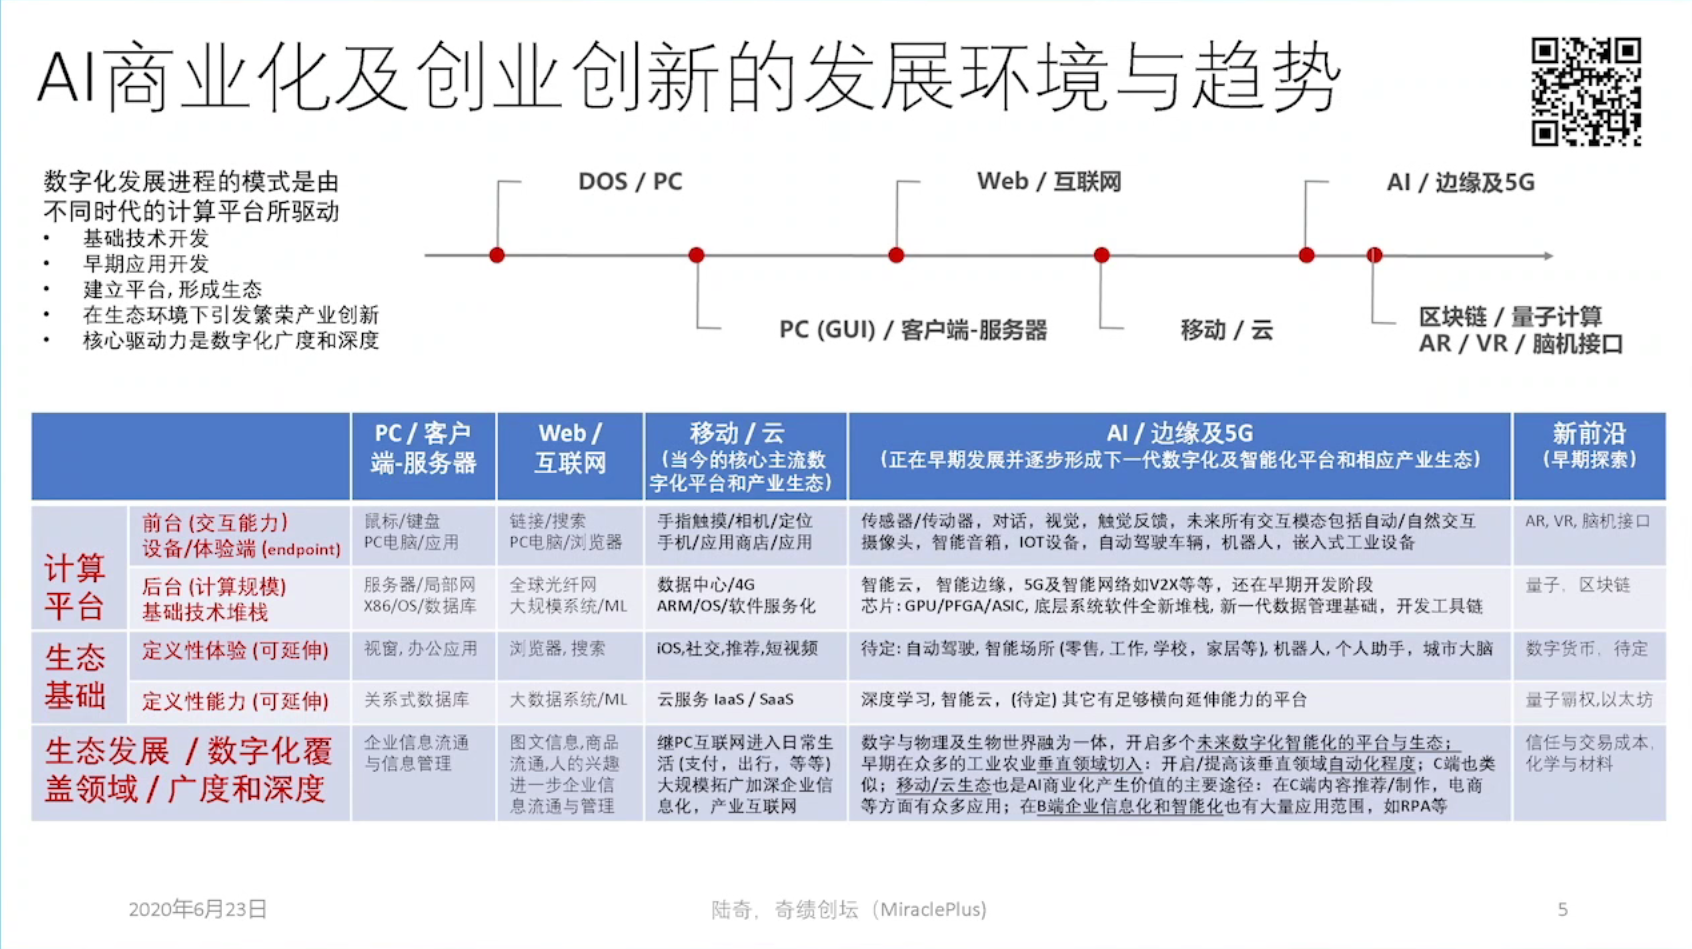 AI商业化及创业创新的发展环境与趋势
数字化发展进程的模式是由
不同时代的计算平台所驱动
• 基础技术开发
• 早期应用开发
• 建立平台, 形成生态
• 在生态环境下引发繁荣产业创新
• 核心驱动力是数字化广度和深度
DOS / PC
Web / 互联网
AI / 边缘及5G
PC (GUI) / 客户端-服务器
移动 / 云
区块链 / 量子计算
AR / VR / 脑机接口
PC / 客户
端-服务器
Web /
互联网
移动 / 云
(当今的核心主流数
字化平台和产业生态)
AI / 边缘及5G
(正在早期发展并逐步形成下一代数字化及智能化平台和相应产业生态)
新前沿
(早期探索)
计算
平台
前台 (交互能力)
设备/体验端 (endpoint)
鼠标/键盘
PC电脑/应用
链接/搜索
PC电脑/浏览器
手指触摸/相机/定位
手机/应用商店/应用
传感器/传动器，对话，视觉，触觉反馈，未来所有交互模态包括自动/自然交互
摄像头，智能音箱，IOT设备，自动驾驶车辆，机器人，嵌入式工业设备
AR, VR, 脑机接口
后台 (计算规模)
基础技术堆栈
服务器/局部网
X86/OS/数据库
全球光纤网
大规模系统/ML
数据中心/4G
ARM/OS/软件服务化
智能云， 智能边缘，5G及智能网络如V2X等等，还在早期开发阶段
芯片: GPU/PFGA/ASIC, 底层系统软件全新堆栈, 新一代数据管理基础，开发工具链
量子，区块链
生态
基础
定义性体验 (可延伸)
视窗, 办公应用
浏览器, 搜索
iOS,社交,推荐,短视频
待定: 自动驾驶, 智能场所 (零售, 工作, 学校，家居等), 机器人, 个人助手，城市大脑
数字货币，待定
定义性能力 (可延伸)
关系式数据库
大数据系统/ML
云服务 IaaS / SaaS
深度学习, 智能云，(待定) 其它有足够横向延伸能力的平台
量子霸权,以太坊
生态发展 / 数字化覆
盖领域 / 广度和深度
企业信息流通
与信息管理
图文信息,商品
流通,人的兴趣
进一步企业信
息流通与管理
继PC互联网进入日常生
活 (支付，出行，等等)
大规模拓广加深企业信
息化，产业互联网
数字与物理及生物世界融为一体，开启多个未来数字化智能化的平台与生态；
早期在众多的工业农业垂直领域切入：开启/提高该垂直领域自动化程度；C端也类
似；移动/云生态也是AI商业化产生价值的主要途径：在C端内容推荐/制作，电商
等方面有众多应用；在B端企业信息化和智能化也有大量应用范围，如RPA等
信任与交易成本,
化学与材料
2020年6月23日
陆奇，奇绩创坛（MiraclePlus)
5